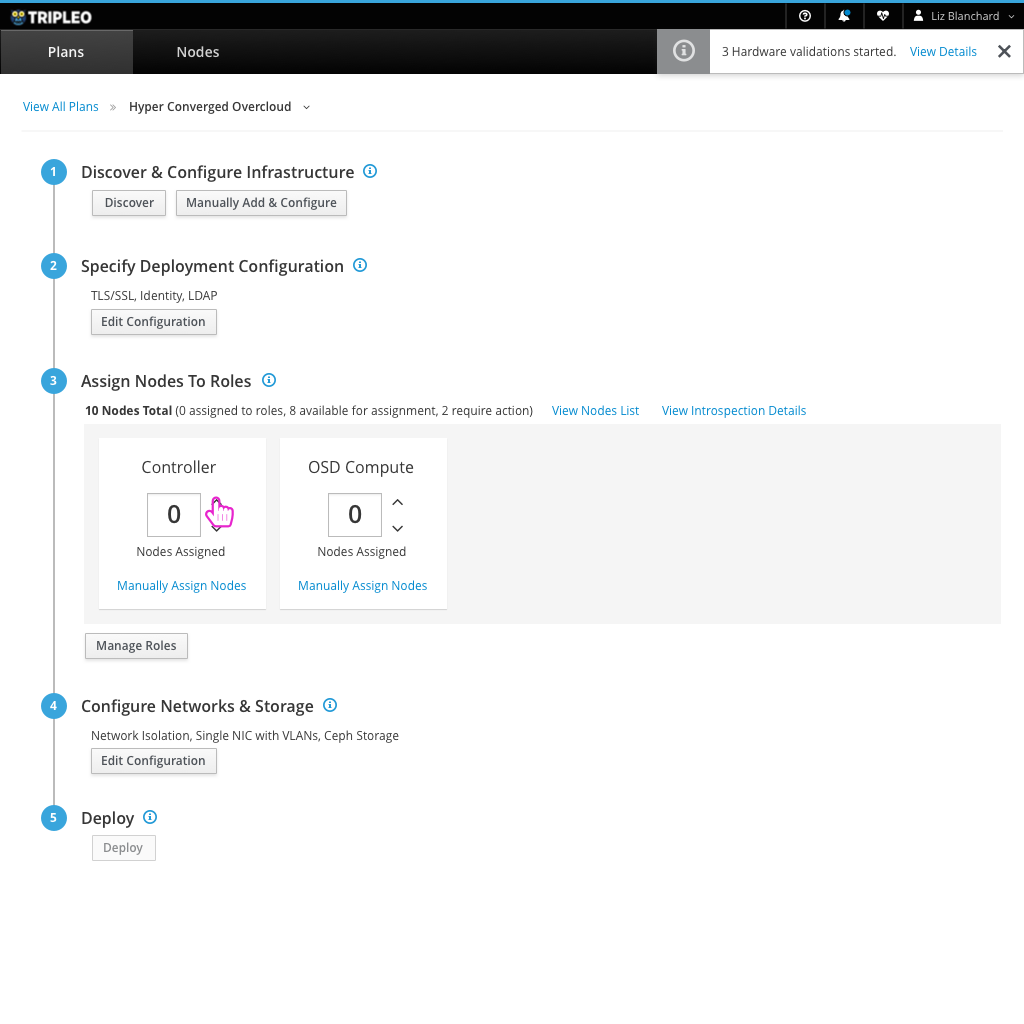 TRIPLEO
Liz Blanchard
Plans
Nodes
3 Hardware validations started. View Details
View All Plans » Hyper Converged Overcloud
1 Discover & Configure Infrastructure
Discover
Manually Add & Configure
2 Specify Deployment Configuration
TLS/SSL, Identity, LDAP
Edit Configuration
3 Assign Nodes To Roles
10 Nodes Total (0 assigned to roles, 8 available for assignment, 2 require action) View Nodes List View Introspection Details
Controller
0
Nodes Assigned
Manually Assign Nodes
OSD Compute
0
Nodes Assigned
Manually Assign Nodes
Manage Roles
4 Configure Networks & Storage
Network Isolation, Single NIC with VLANs, Ceph Storage
Edit Configuration
5 Deploy
Deploy